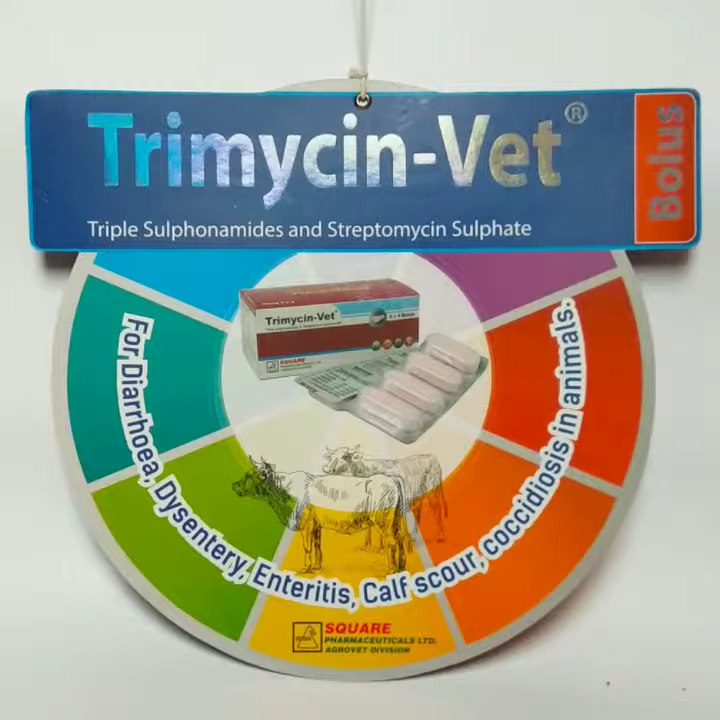 Trimycin-Vet®
Bolus
Triple Sulphonamides and Streptomycin Sulphate
Trimycin-Vet
SQUARE
For Diarrhoea, Dysentery, Enteritis, Calf scour, coccidiosis in animals.
SQUARE
PHARMACEUTICALS LTD.
AGROVET DIVISION